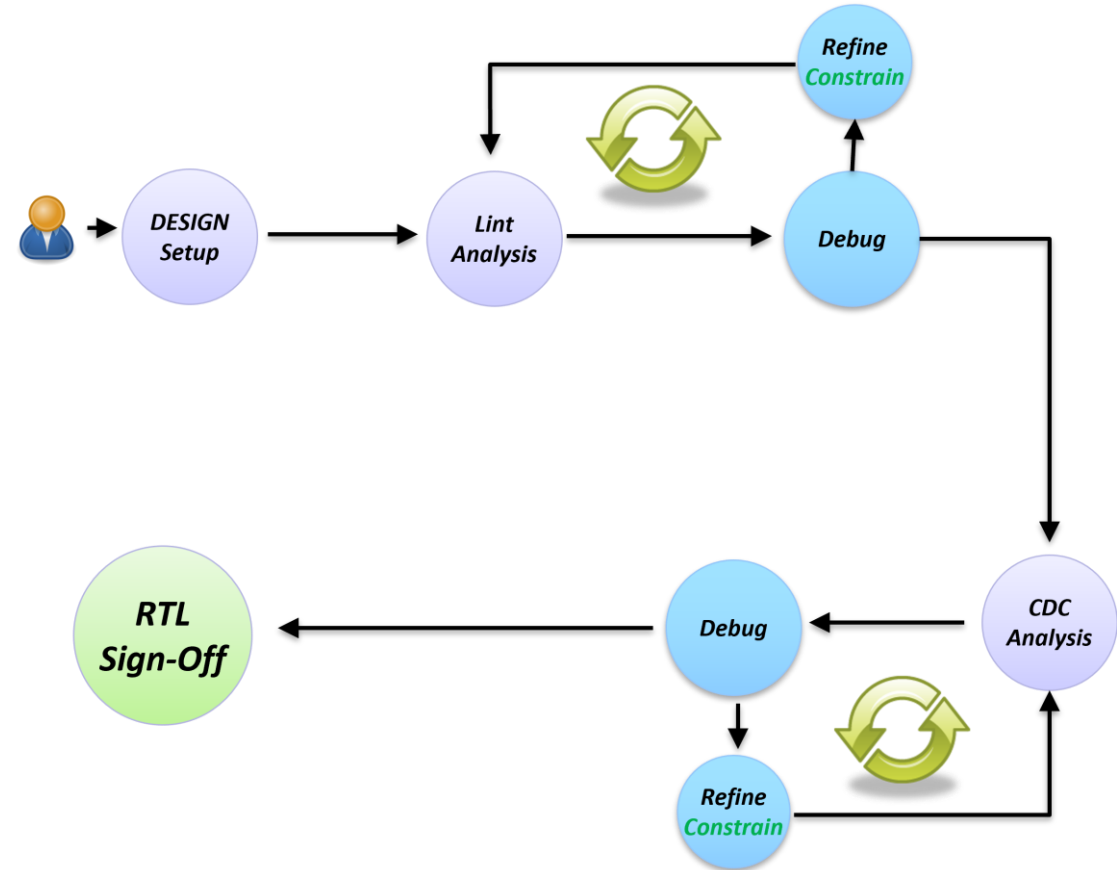 Refine
Constrain
DESIGN
Setup
Lint
Analysis
Debug
RTL
Sign-Off
Debug
CDC
Analysis
Refine
Constrain